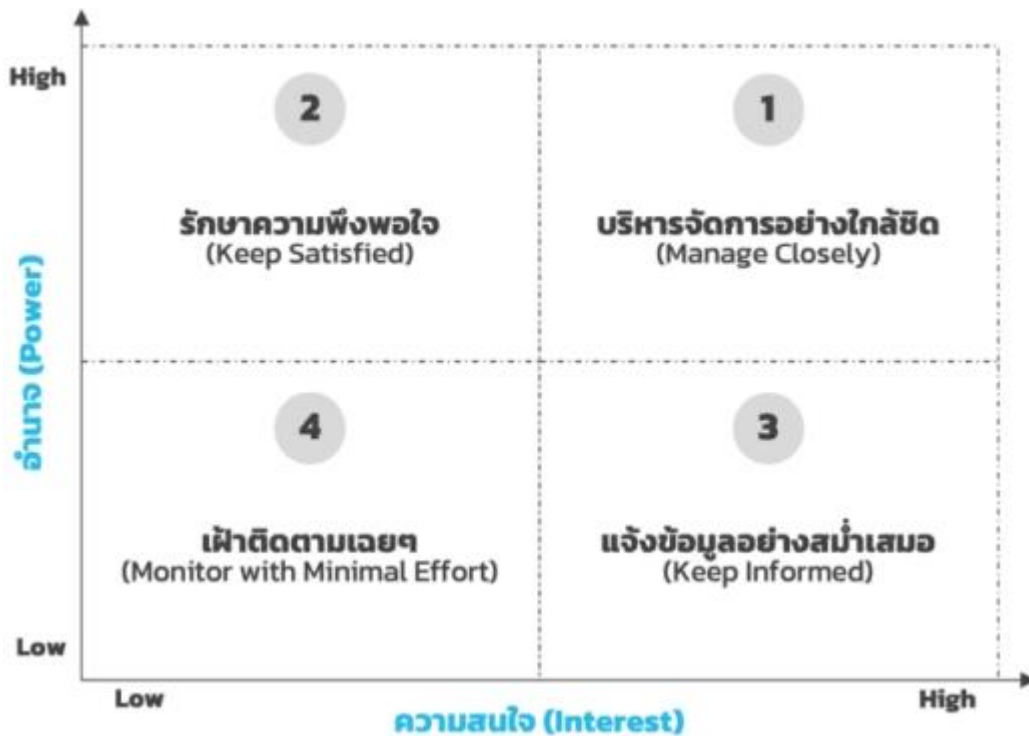 High
2
1
รักษาความพึงพอใจ
(Keep Satisfied)
บริหารจัดการอย่างใกล้ชิด
(Manage Closely)
อำนาจ (Power)
4
3
เฝ้าติดตามเฉยๆ
(Monitor with Minimal Effort)
แจ้งข้อมูลอย่างสม่ำเสมอ
(Keep Informed)
Low
Low
High
ความสนใจ (Interest)